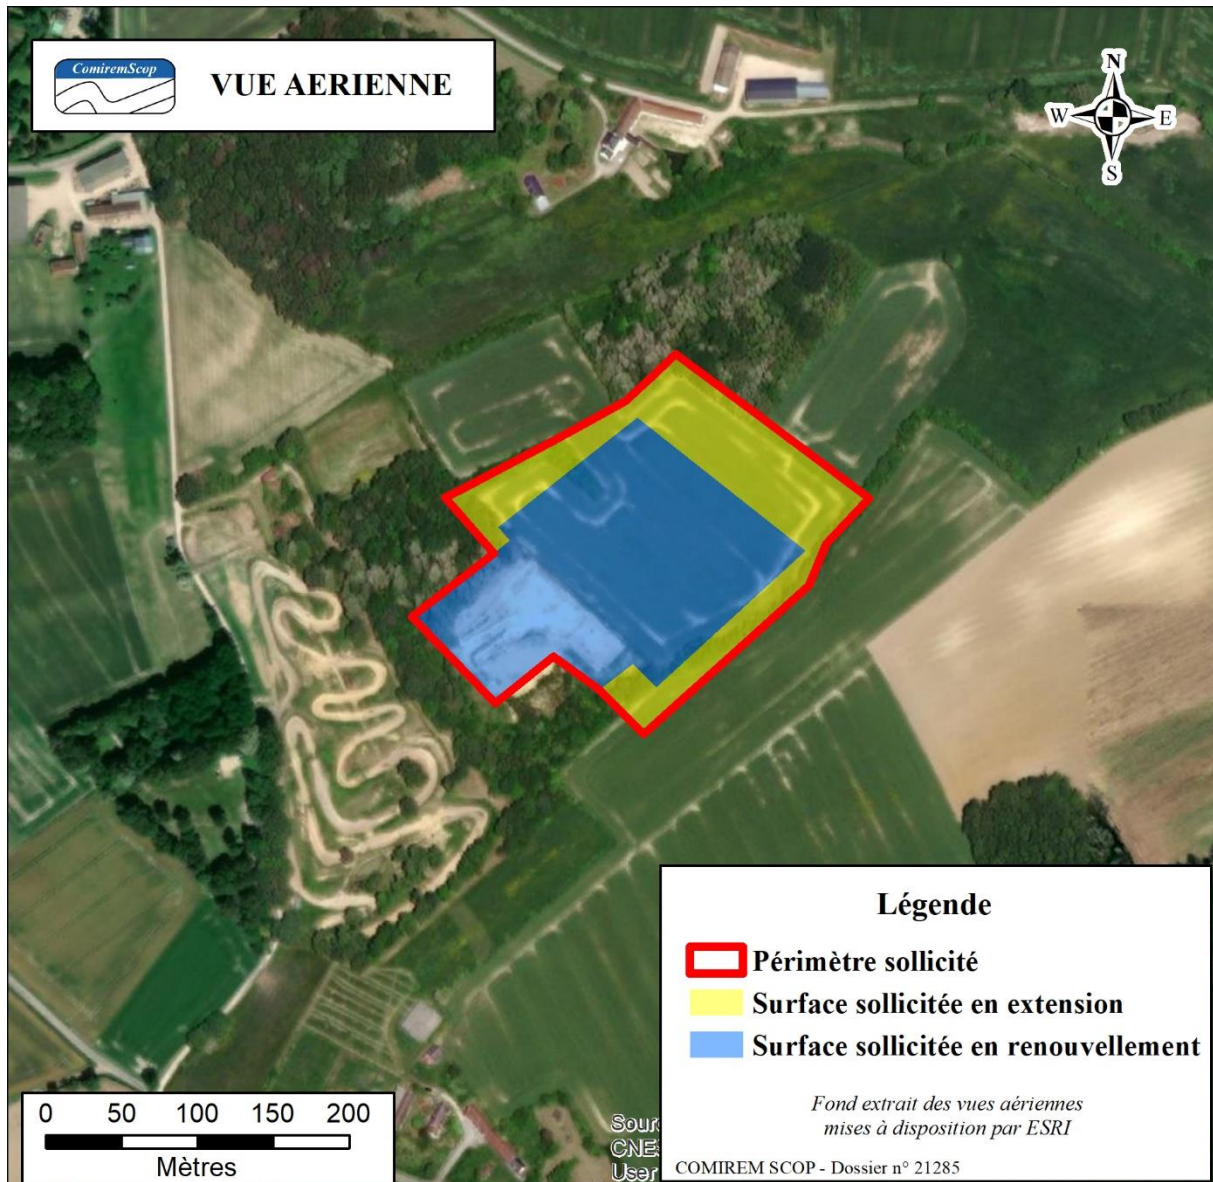 ComiremScop
VUE AERIENNE
N
W E
S
Légende
Périmètre sollicité
Surface sollicitée en extension
Surface sollicitée en renouvellement
Fond extrait des vues aériennes
mises à disposition par ESRI
COMIREM SCOP - Dossier n° 21285
0 50 100 150 200
Mètres
User